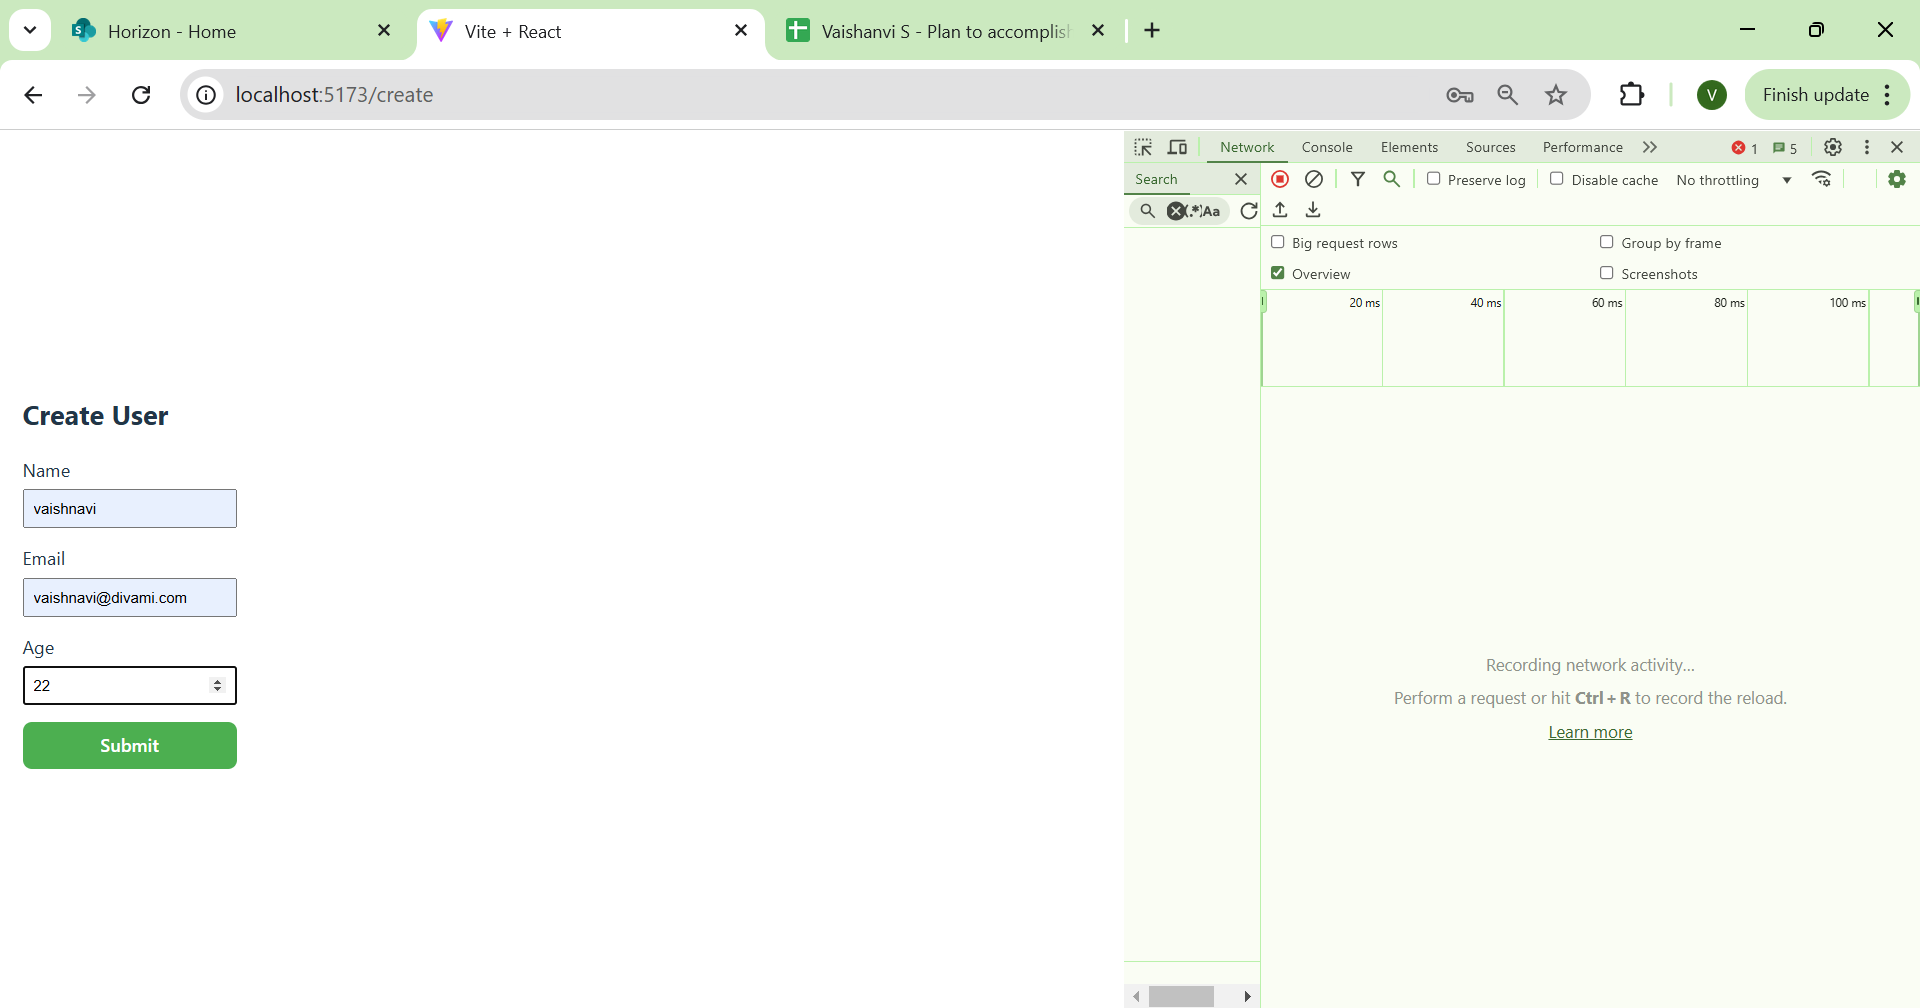 Horizon - Home
Vite + React
Vaishanvi S - Plan to accomplish
localhost:5173/create
V
Finish update
Network
Console
Elements
Sources
Performance
1
5
Search
Preserve log
Disable cache
No throttling
.*
Aa
Big request rows
Group by frame
Overview
Screenshots
20 ms
40 ms
60 ms
80 ms
100 ms
Create User
Name
vaishnavi
Email
vaishnavi@divami.com
Age
22
Submit
Recording network activity...
Perform a request or hit Ctrl + R to record the reload.
Learn more